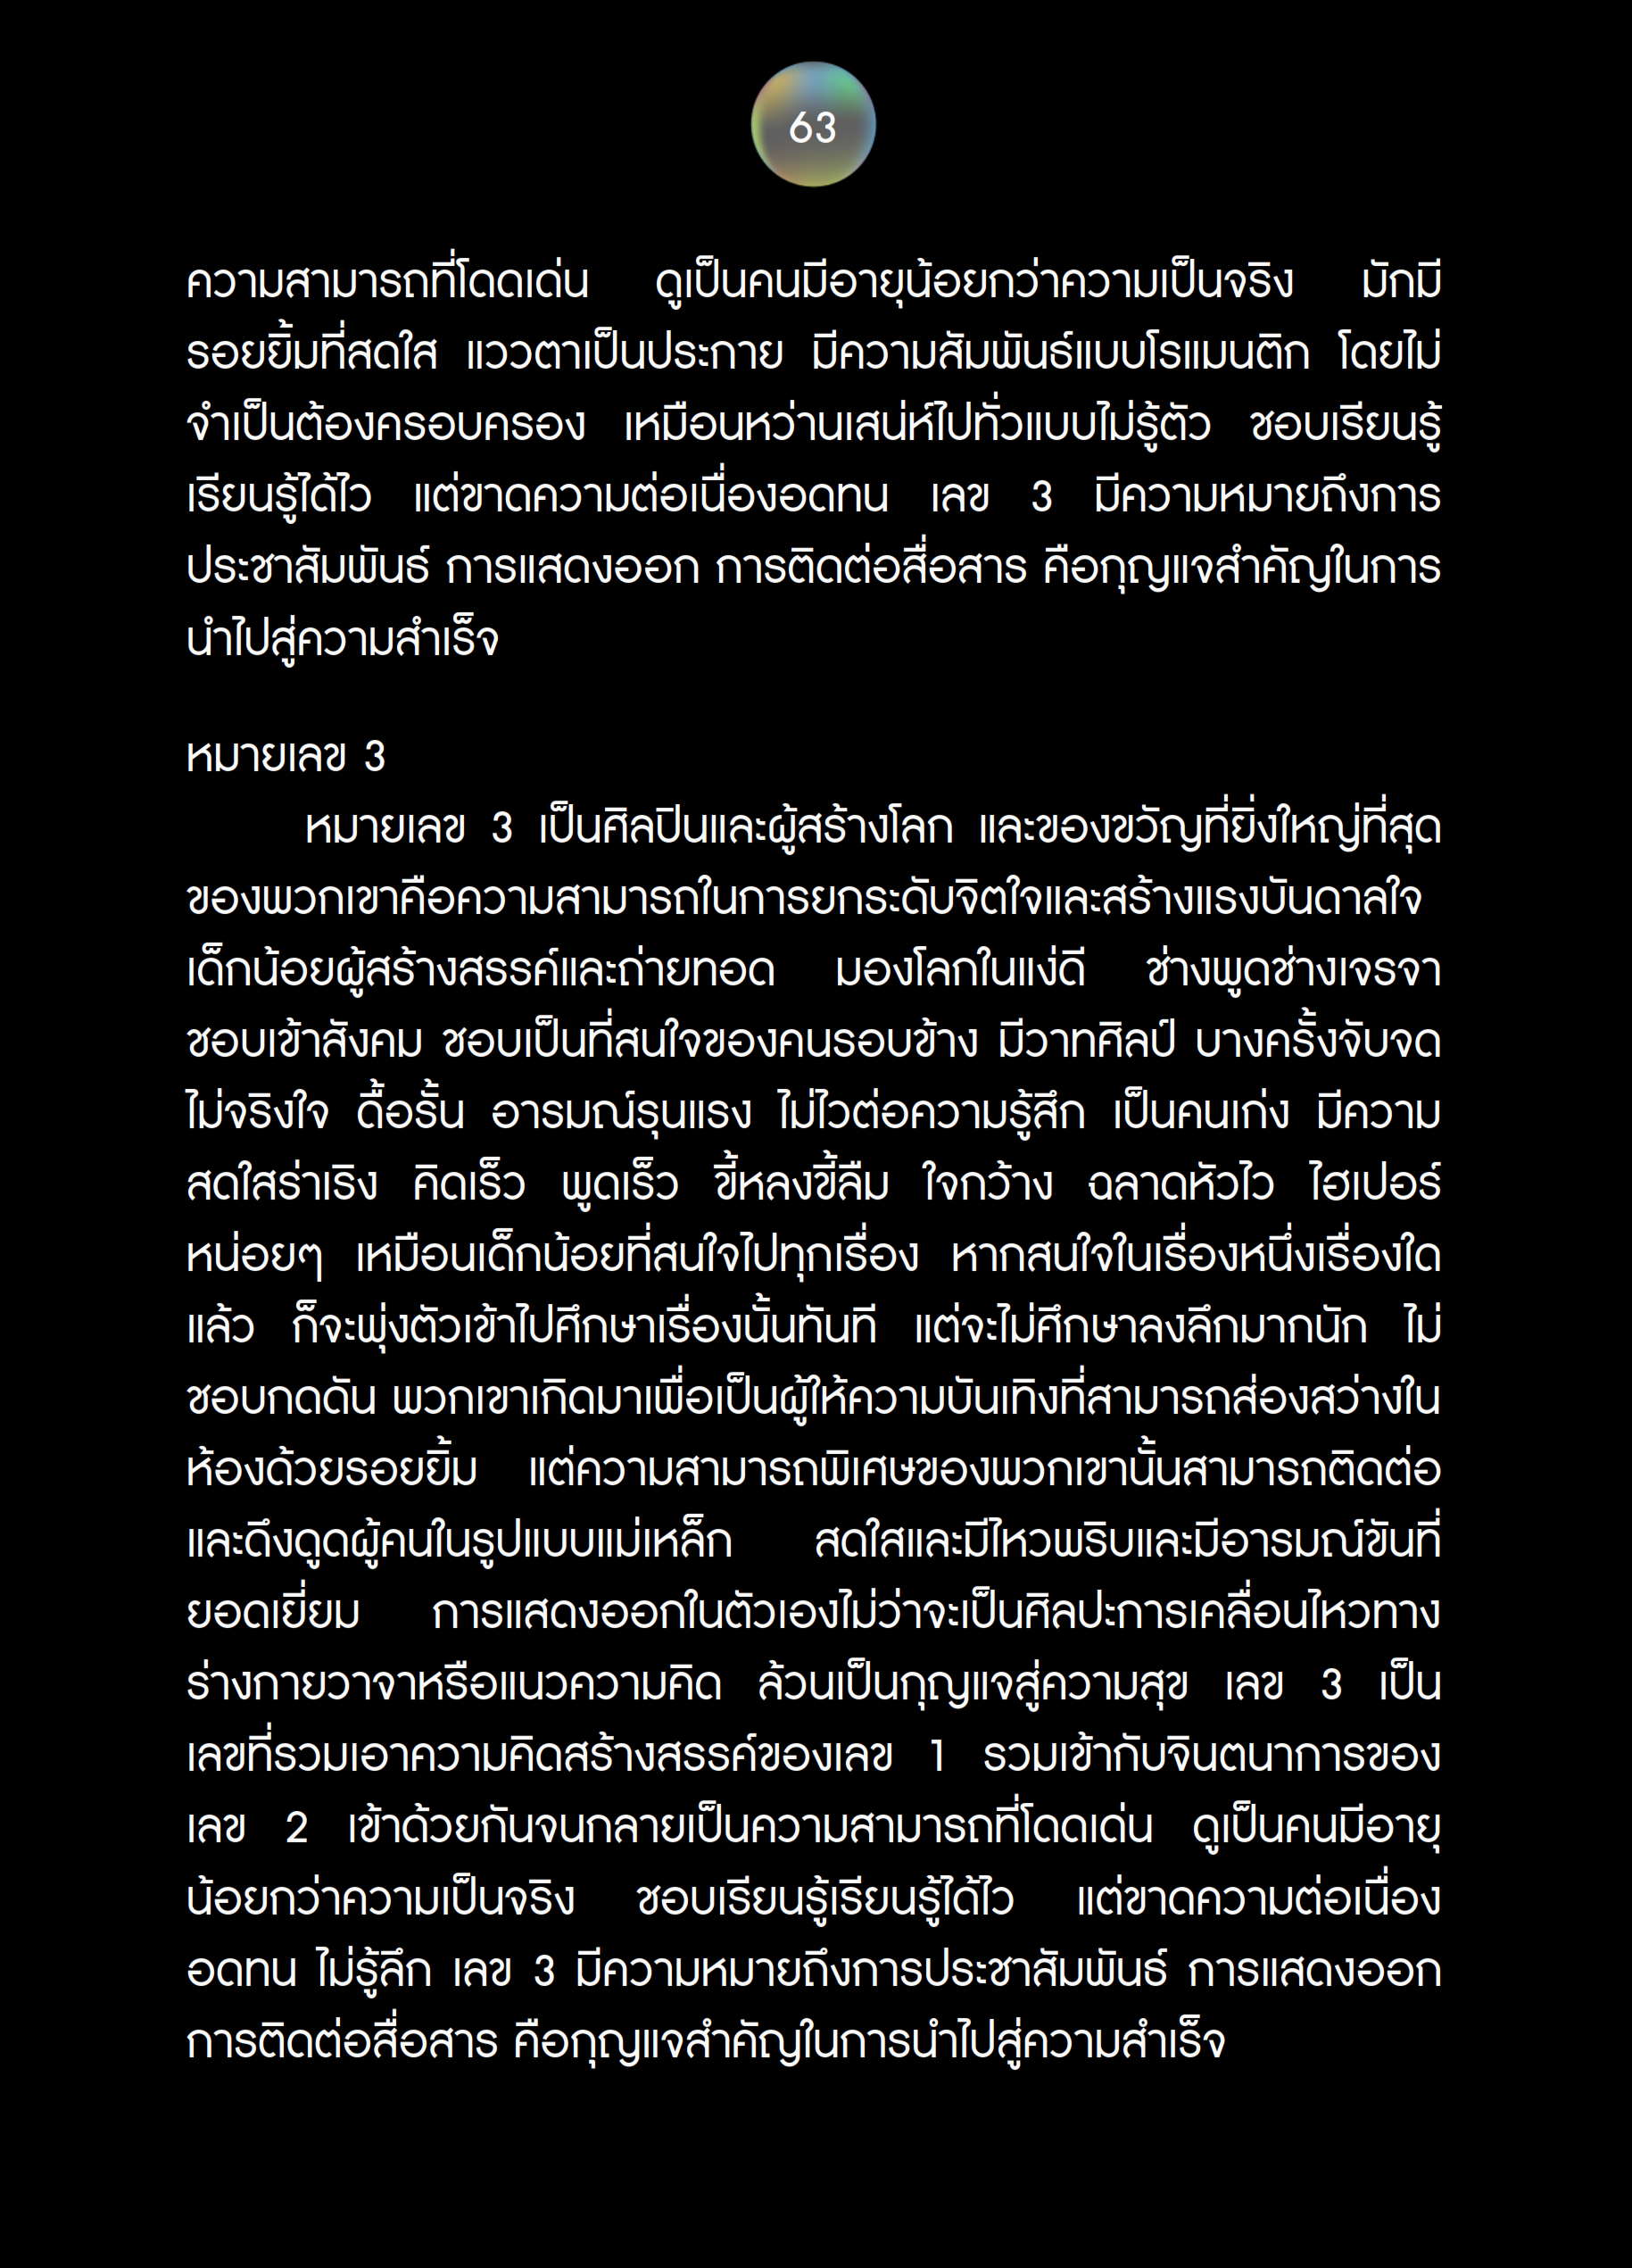 63
ความสามารถที่โดดเด่น ดูเป็นคนมีอายุน้อยกว่าความเป็นจริง มักมี
รอยยิ้มที่สดใส แววตาเป็นประกาย มีความสัมพันธ์แบบโรแมนติก โดยไม่
จำเป็นต้องครอบครอง เหมือนหว่านเสน่ห์ไปทั่วแบบไม่รู้ตัว ชอบเรียนรู้
เรียนรู้ได้ไว แต่ขาดความต่อเนื่องอดทน เลข 3 มีความหมายถึงการ
ประชาสัมพันธ์ การแสดงออก การติดต่อสื่อสาร คือกุญแจสำคัญในการ
นำไปสู่ความสำเร็จ
หมายเลข 3
หมายเลข 3 เป็นศิลปินและผู้สร้างโลก และของขวัญที่ยิ่งใหญ่ที่สุด
ของพวกเขาคือความสามารถในการยกระดับจิตใจและสร้างแรงบันดาลใจ
เด็กน้อยผู้สร้างสรรค์และถ่ายทอด มองโลกในแง่ดี ช่างพูดช่างเจรจา
ชอบเข้าสังคม ชอบเป็นที่สนใจของคนรอบข้าง มีวาทศิลป์ บางครั้งจับจด
ไม่จริงใจ ดื้อรั้น อารมณ์รุนแรง ไม่ไวต่อความรู้สึก เป็นคนเก่ง มีความ
สดใสร่าเริง คิดเร็ว พูดเร็ว ขี้หลงขี้ลืม ใจกว้าง ฉลาดหัวไว ไฮเปอร์
หน่อยๆ เหมือนเด็กน้อยที่สนใจไปทุกเรื่อง หากสนใจในเรื่องหนึ่งเรื่องใด
แล้ว ก็จะพุ่งตัวเข้าไปศึกษาเรื่องนั้นทันที แต่จะไม่ศึกษาลงลึกมากนัก ไม่
ชอบกดดัน พวกเขาเกิดมาเพื่อเป็นผู้ให้ความบันเทิงที่สามารถส่องสว่างใน
ห้องด้วยรอยยิ้ม แต่ความสามารถพิเศษของพวกเขานั้นสามารถติดต่อ
และดึงดูดผู้คนในรูปแบบแม่เหล็ก สดใสและมีไหวพริบและมีอารมณ์ขันที่
ยอดเยี่ยม การแสดงออกในตัวเองไม่ว่าจะเป็นศิลปะการเคลื่อนไหวทาง
ร่างกายวาจาหรือแนวความคิด ล้วนเป็นกุญแจสู่ความสุข เลข 3 เป็น
เลขที่รวมเอาความคิดสร้างสรรค์ของเลข 1 รวมเข้ากับจินตนาการของ
เลข 2 เข้าด้วยกันจนกลายเป็นความสามารถที่โดดเด่น ดูเป็นคนมีอายุ
น้อยกว่าความเป็นจริง ชอบเรียนรู้เรียนรู้ได้ไว แต่ขาดความต่อเนื่อง
อดทน ไม่รู้ลึก เลข 3 มีความหมายถึงการประชาสัมพันธ์ การแสดงออก
การติดต่อสื่อสาร คือกุญแจสำคัญในการนำไปสู่ความสำเร็จ